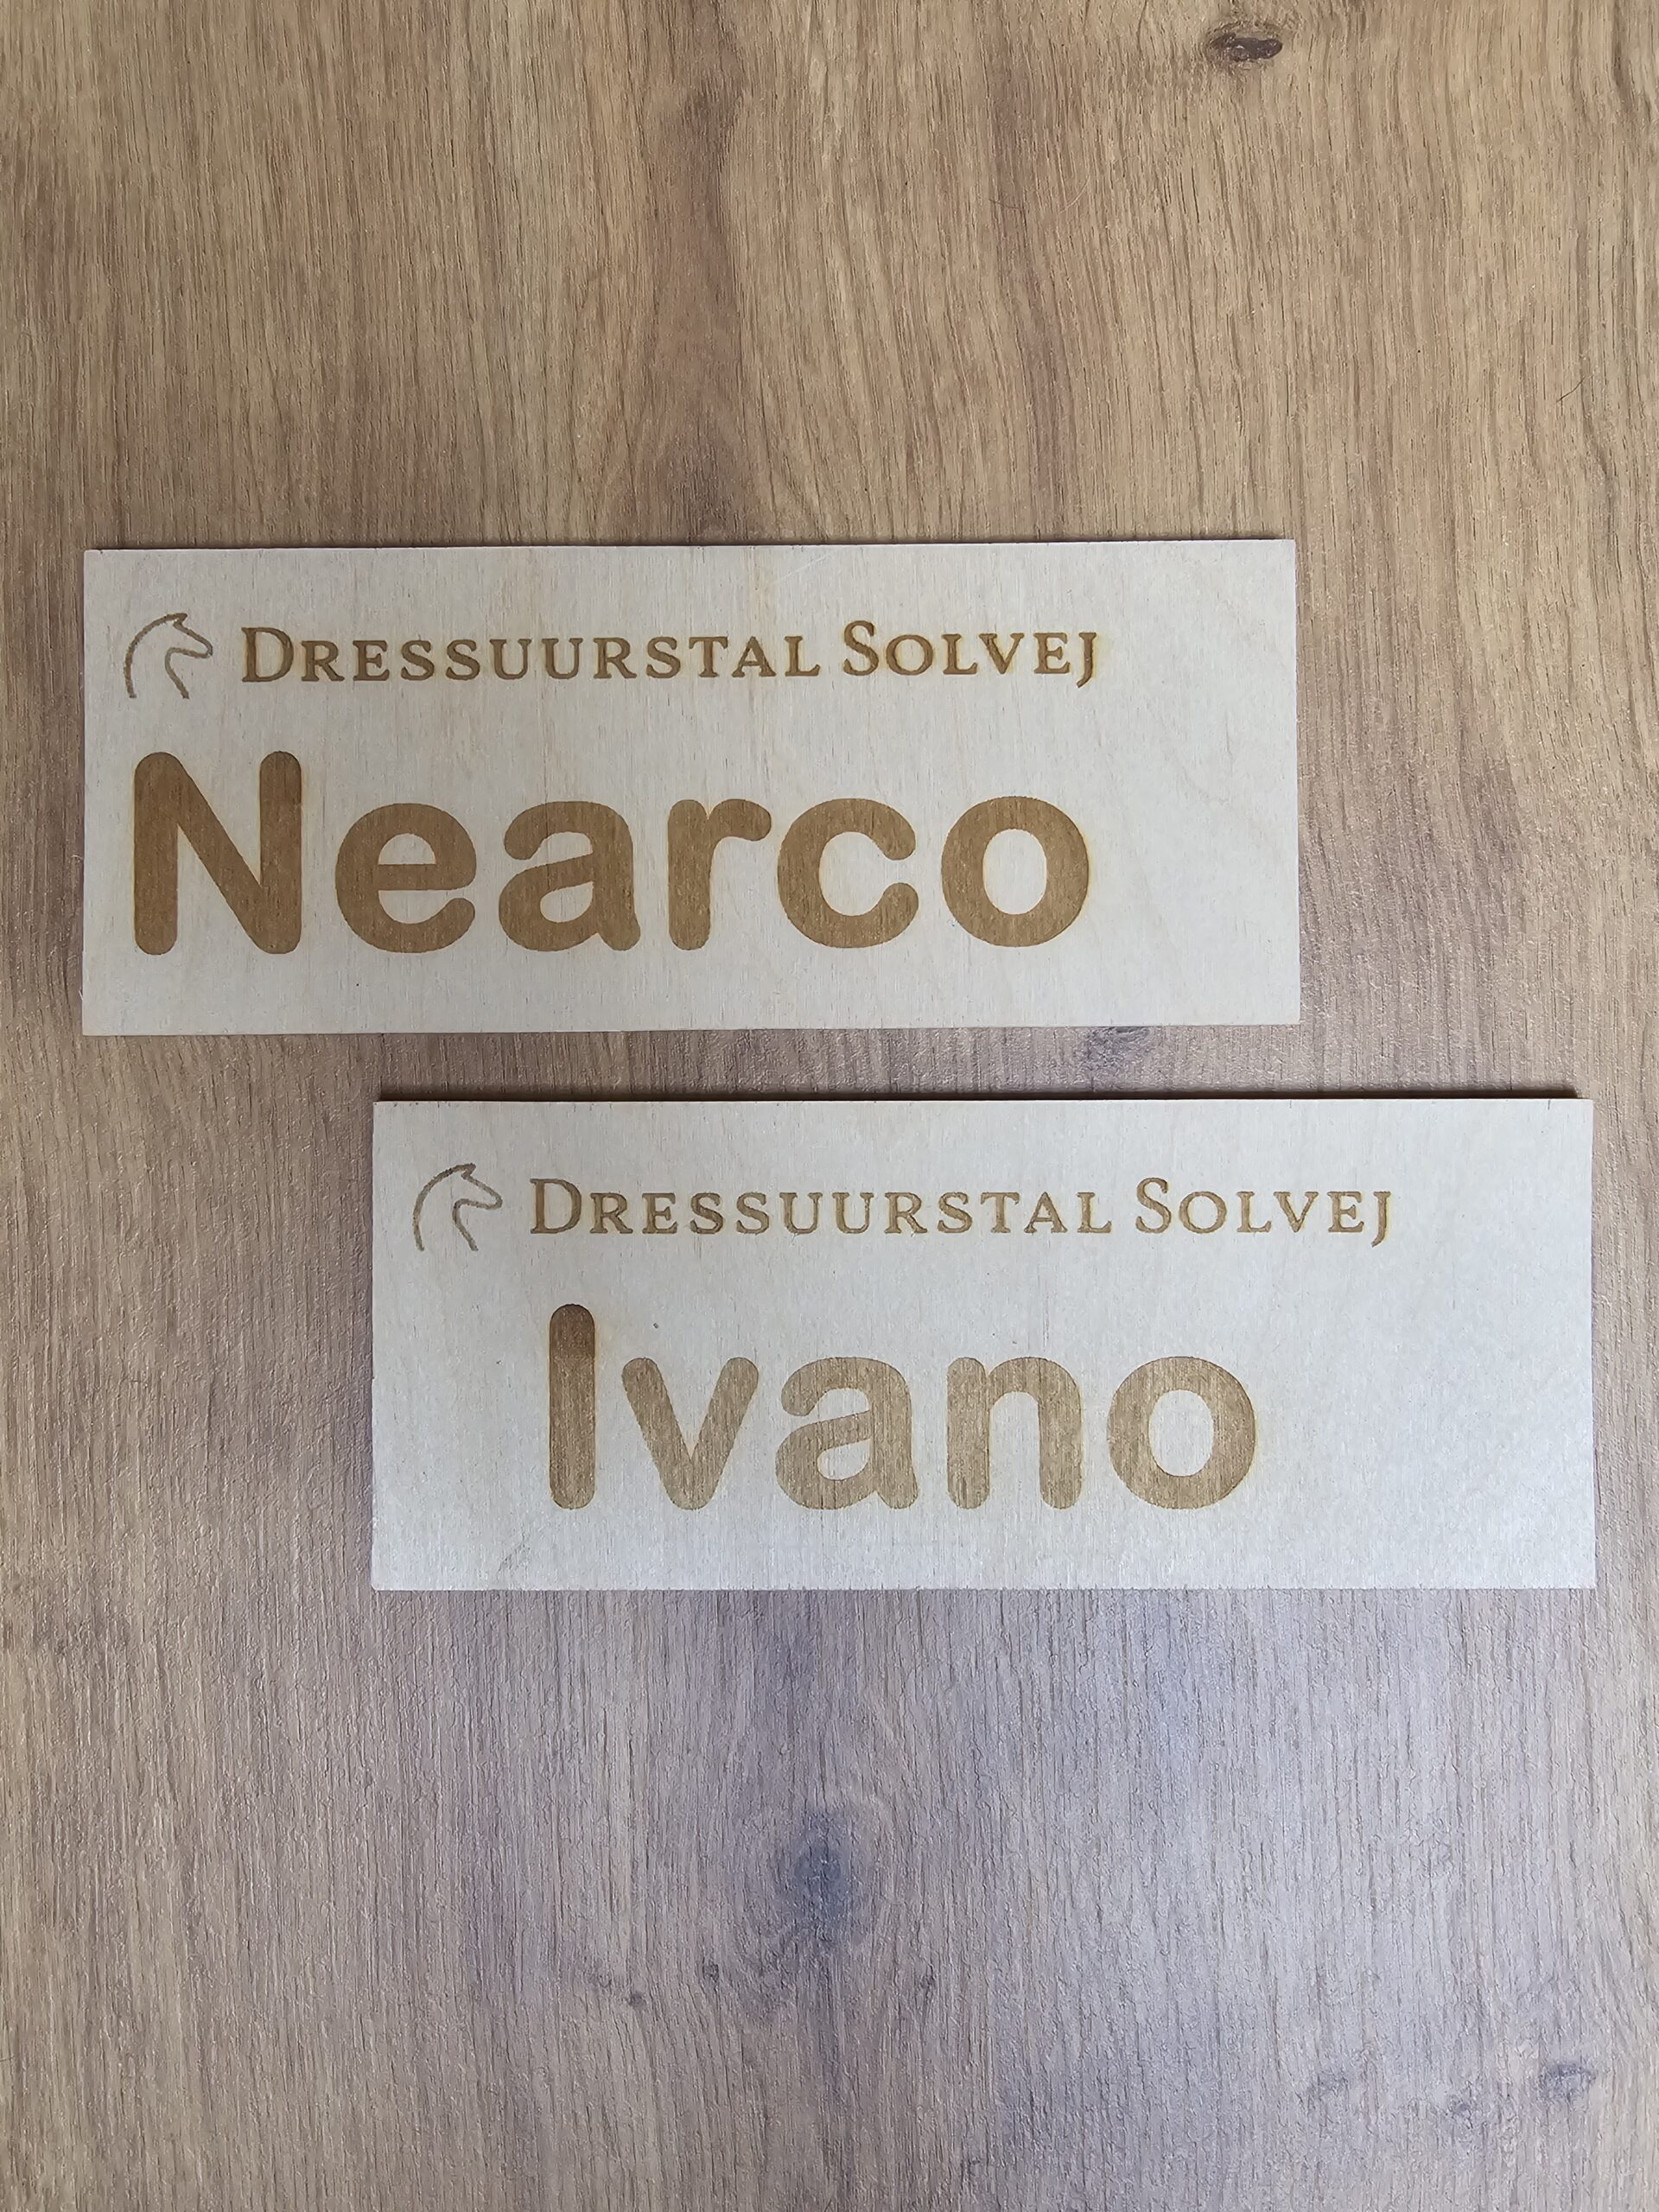 Dressuurstal Solvej
Nearco
Dressuurstal Solvej
Ivano